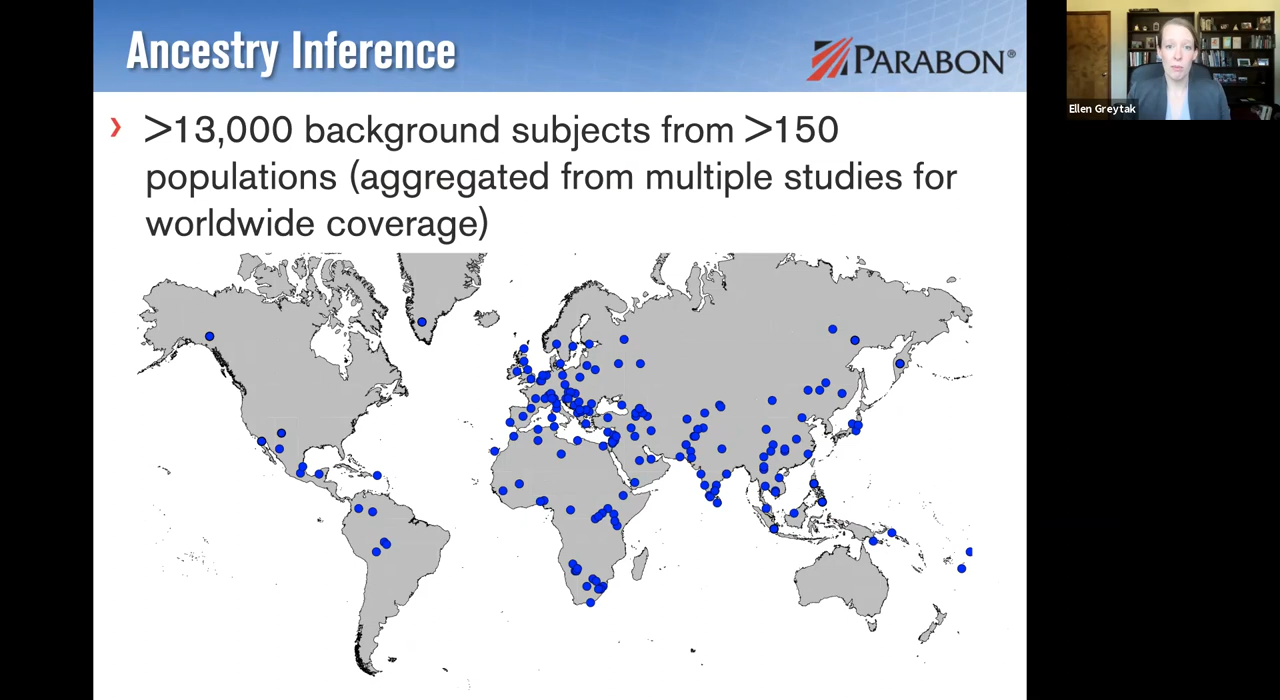 Ancestry Inference
PARABON®
Ellen Greytak
>13,000 background subjects from >150
populations (aggregated from multiple studies for
worldwide coverage)